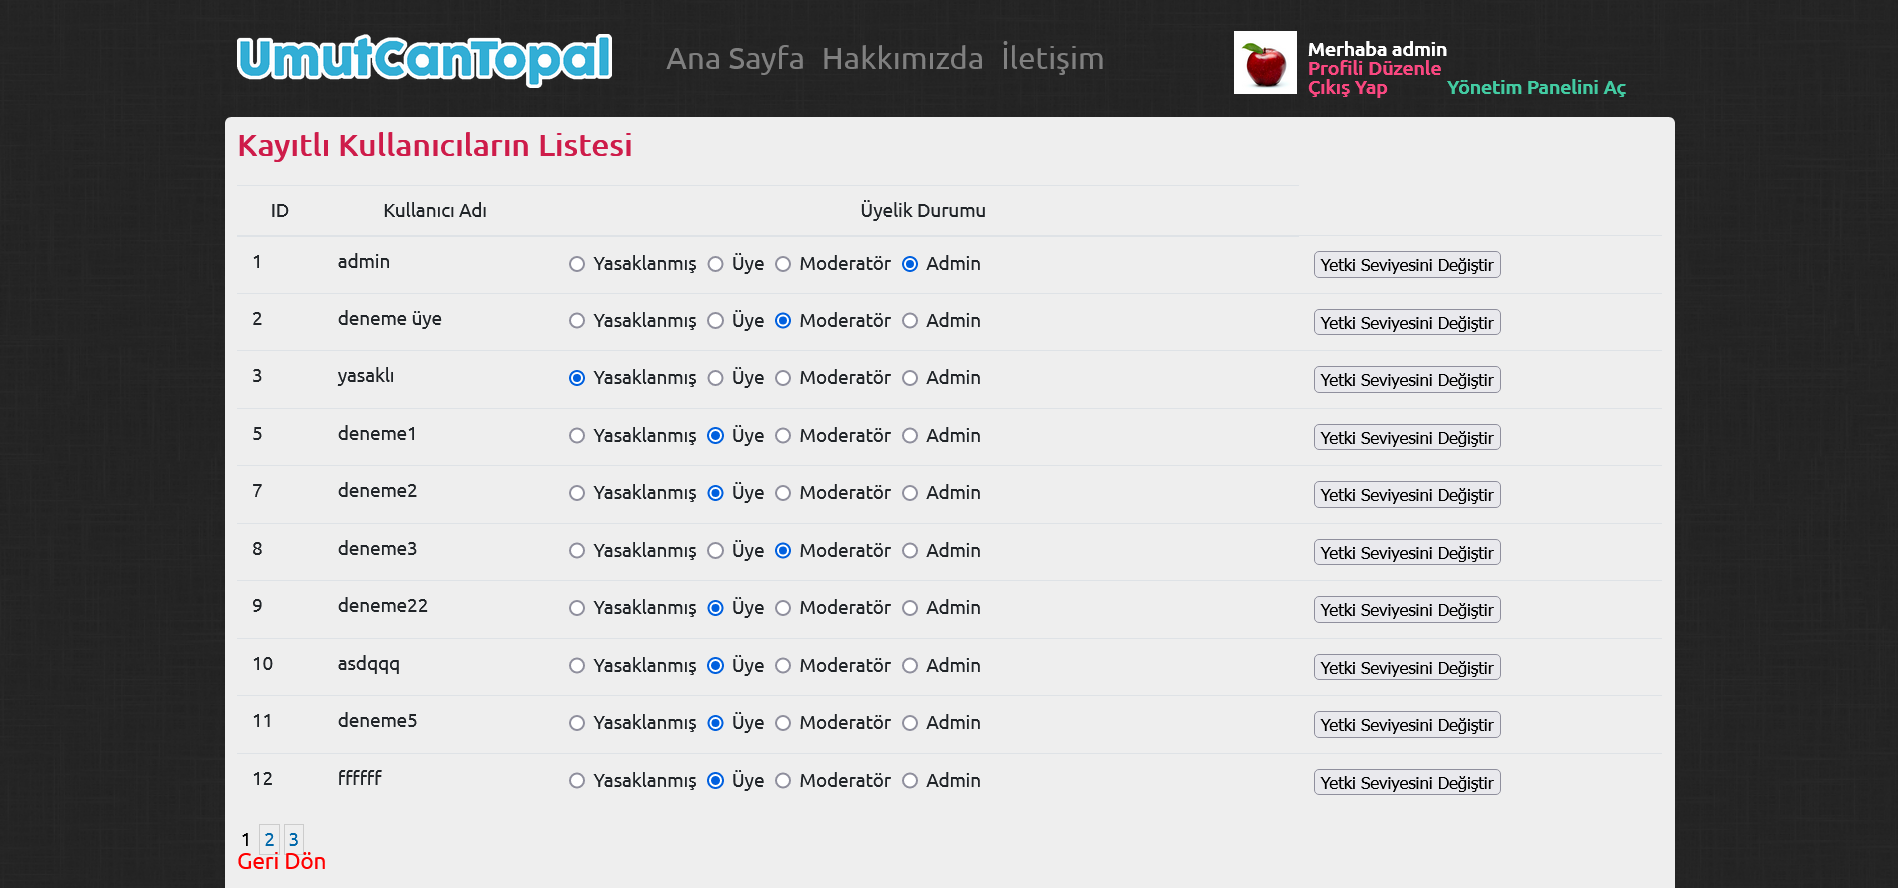 UmutCanTopal
Ana Sayfa Hakkımızda İletişim
Merhaba admin
Profili Düzenle
Çıkış Yap Yönetim Panelini Aç
Kayıtlı Kullanıcıların Listesi
ID Kullanıcı Adı Üyelik Durumu
1 admin Yasaklanmış Üye Moderatör Admin Yetki Seviyesini Değiştir
2 deneme üye Yasaklanmış Üye Moderatör Admin Yetki Seviyesini Değiştir
3 yasaklı Yasaklanmış Üye Moderatör Admin Yetki Seviyesini Değiştir
5 deneme1 Yasaklanmış Üye Moderatör Admin Yetki Seviyesini Değiştir
7 deneme2 Yasaklanmış Üye Moderatör Admin Yetki Seviyesini Değiştir
8 deneme3 Yasaklanmış Üye Moderatör Admin Yetki Seviyesini Değiştir
9 deneme22 Yasaklanmış Üye Moderatör Admin Yetki Seviyesini Değiştir
10 asdqqq Yasaklanmış Üye Moderatör Admin Yetki Seviyesini Değiştir
11 deneme5 Yasaklanmış Üye Moderatör Admin Yetki Seviyesini Değiştir
12 ffffff Yasaklanmış Üye Moderatör Admin Yetki Seviyesini Değiştir
1 2 3
Geri Dön